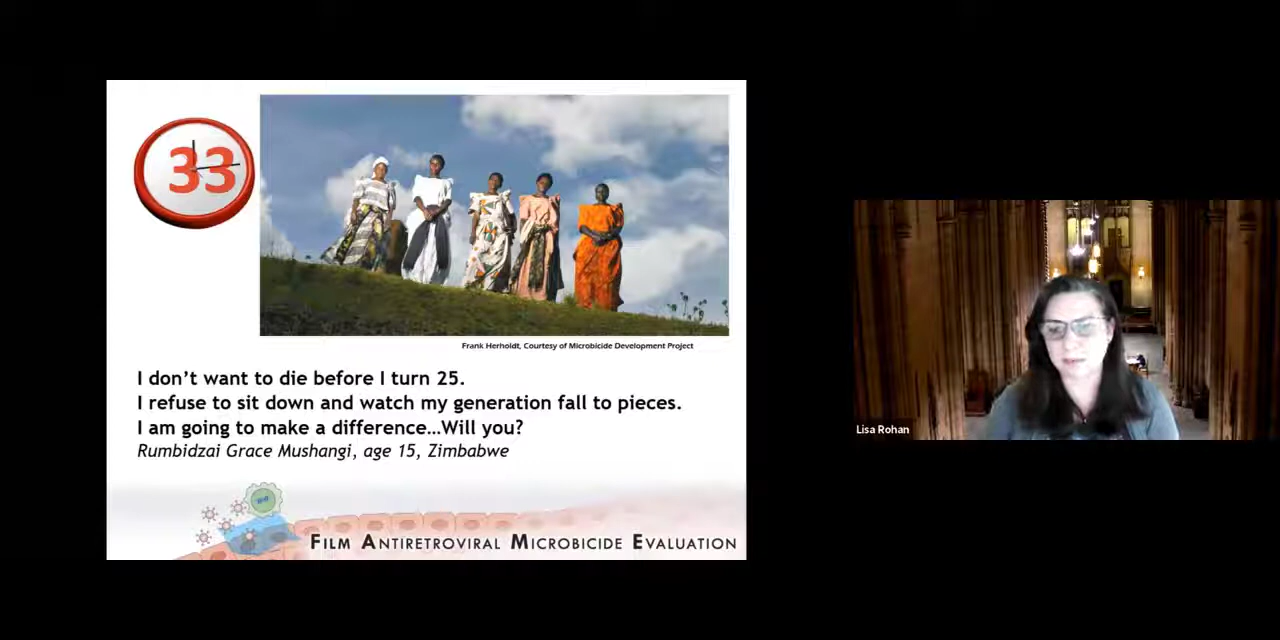 33
Frank Herholdt, Courtesy of Microbicide Development Project
I don't want to die before I turn 25.
I refuse to sit down and watch my generation fall to pieces.
I am going to make a difference…Will you?
Rumbidzai Grace Mushangi, age 15, Zimbabwe
FILM ANTIRETROVIRAL MICROBICIDE EVALUATION
Lisa Rohan